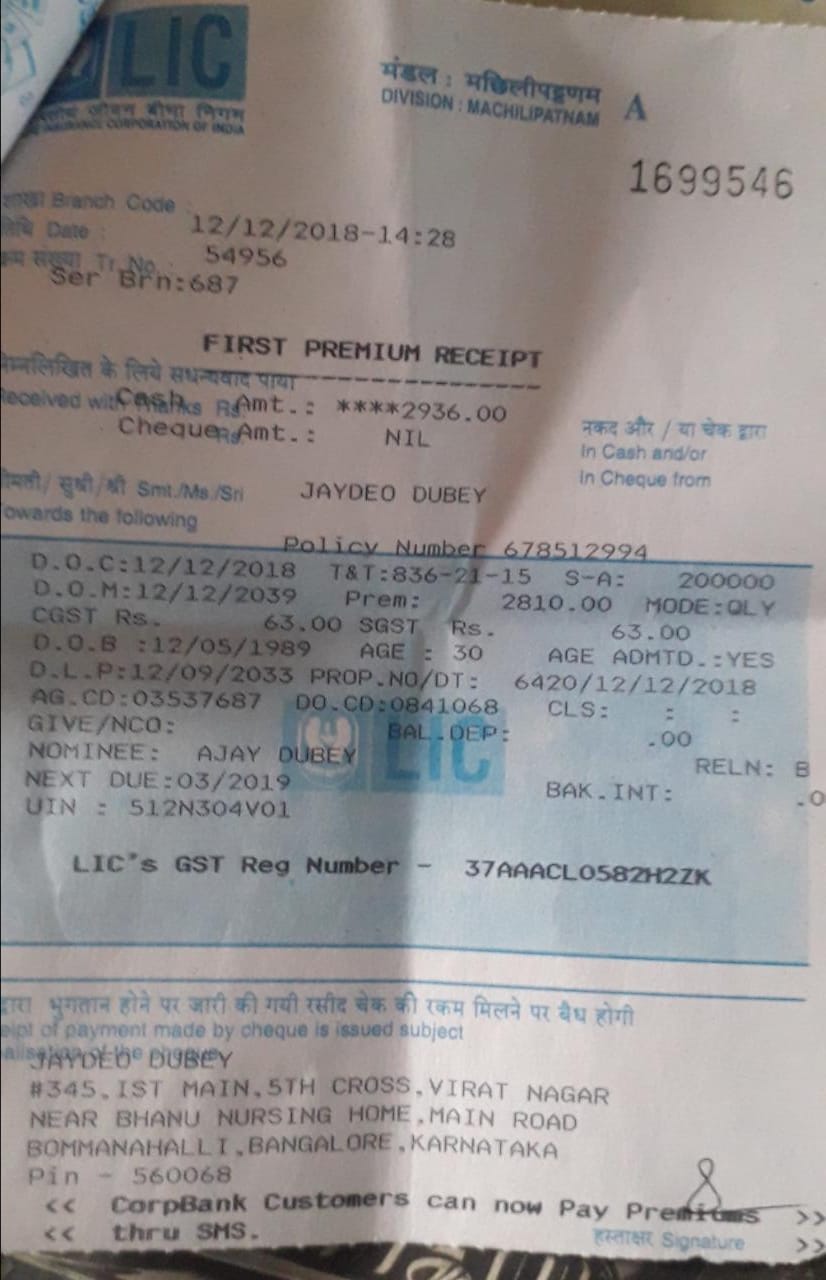 LIC
जीवन बीमा निगम
INSURANCE CORPORATION OF INDIA
मंडल : मछिलीपट्टणम
DIVISION : MACHILIPATNAM A
1699546
शाखा Branch Code :
तिथि Date : 12/12/2018-14:28
क्रम संख्या Tr. No. : 54956
Ser Brn:687
FIRST PREMIUM RECEIPT
निम्नलिखित के लिये सधन्यवाद पाया
Received with Thanks Rs. Cash Amt.: ****2936.00
Cheque Rs. Amt.: NIL
नकद और / या चेक द्वारा
In Cash and/or
In Cheque from
श्रीमती/ सुश्री/श्री Smt./Ms./Sri JAYDEO DUBEY
Towards the following
Policy Number 678512994
D.O.C:12/12/2018 T&T:836-21-15 S-A: 200000
D.O.M:12/12/2039 Prem: 2810.00 MODE:QLY
CGST Rs. 63.00 SGST Rs. 63.00
D.O.B :12/05/1989 AGE : 30 AGE ADMTD.:YES
D.L.P:12/09/2033 PROP.NO/DT: 6420/12/12/2018
AG.CD:03537687 DO.CD:0841068 CLS: : :
GIVE/NCO: BAL.DEP: .00
NOMINEE: AJAY DUBEY RELN: B
NEXT DUE:03/2019 BAK.INT: .0
UIN : 512N304V01
LIC
LIC's GST Reg Number - 37AAACL0582H2ZK
द्वारा भुगतान होने पर जारी की गयी रसीद चेक की रकम मिलने पर वैध होगी
eipt of payment made by cheque is issued subject
alisation of the cheque
JAYDEO DUBEY
#345,IST MAIN,5TH CROSS,VIRAT NAGAR
NEAR BHANU NURSING HOME,MAIN ROAD
BOMMANAHALLI,BANGALORE,KARNATAKA
Pin - 560068
<< CorpBank Customers can now Pay Premiums >>
<< thru SMS. >>
हस्ताक्षर Signature